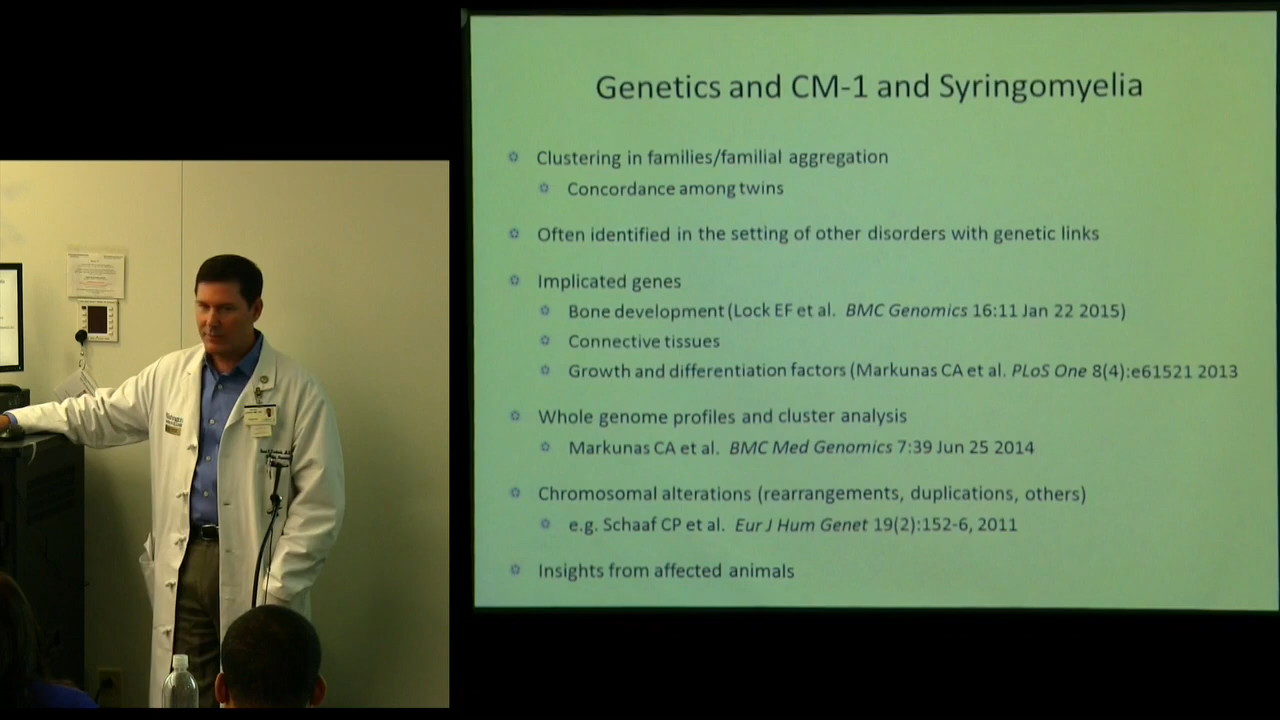 Genetics and CM-1 and Syringomyelia
Clustering in families/familial aggregation
Concordance among twins
Often identified in the setting of other disorders with genetic links
Implicated genes
Bone development (Lock EF et al. BMC Genomics 16:11 Jan 22 2015)
Connective tissues
Growth and differentiation factors (Markunas CA et al. PLoS One 8(4):e61521 2013
Whole genome profiles and cluster analysis
Markunas CA et al. BMC Med Genomics 7:39 Jun 25 2014
Chromosomal alterations (rearrangements, duplications, others)
e.g. Schaaf CP et al. Eur J Hum Genet 19(2):152-6, 2011
Insights from affected animals